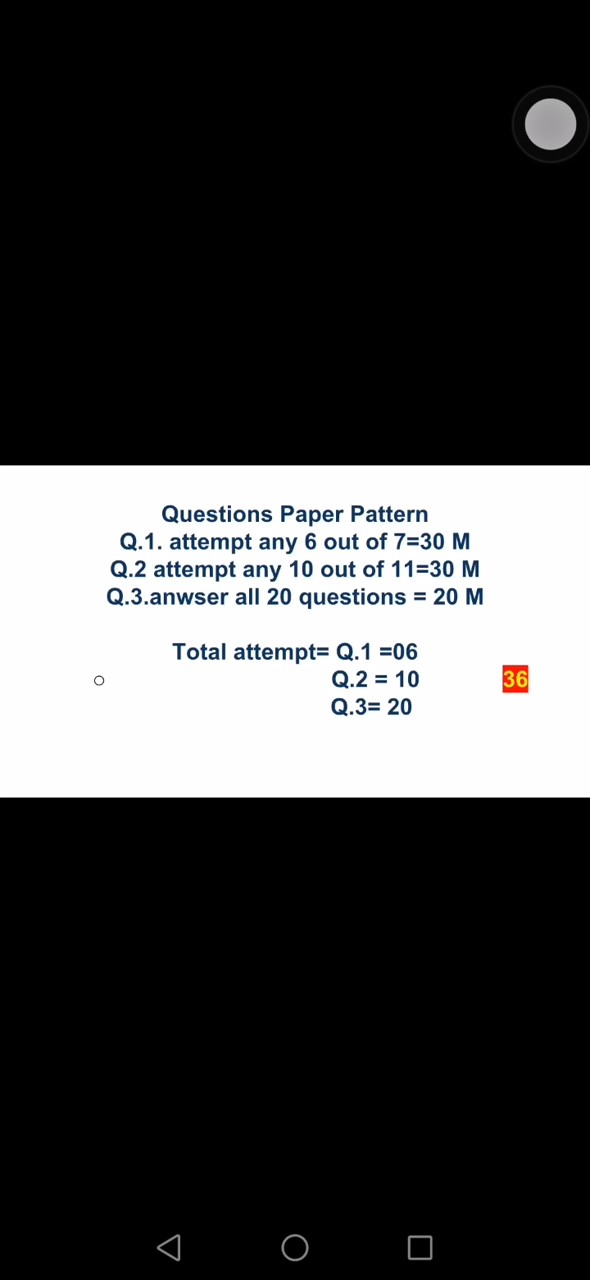 Questions Paper Pattern
Q.1. attempt any 6 out of 7=30 M
Q.2 attempt any 10 out of 11=30 M
Q.3.anwser all 20 questions = 20 M
Total attempt= Q.1 =06
Q.2 = 10
36
Q.3= 20